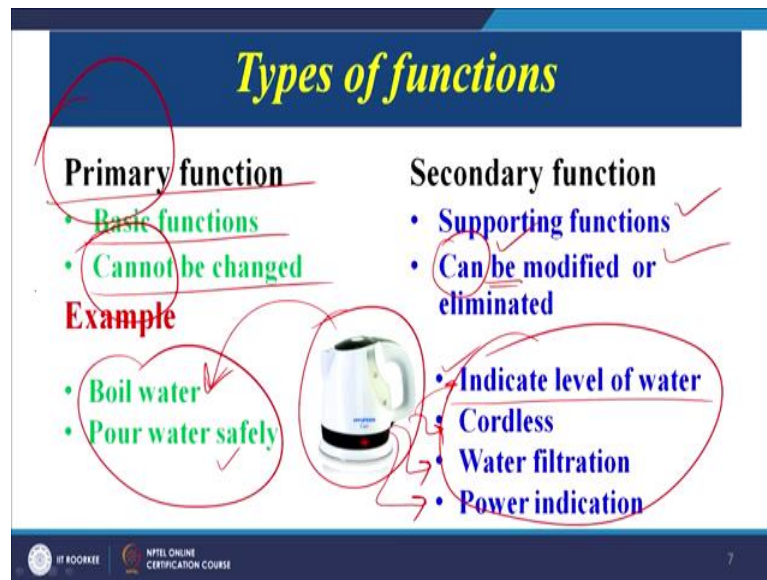 Types of functions
Primary function
• Basic functions
• Cannot be changed
Example
• Boil water
• Pour water safely
Secondary function
• Supporting functions
• Can be modified or
eliminated
• Indicate level of water
• Cordless
• Water filtration
• Power indication
IIT ROORKEE
NPTEL ONLINE
CERTIFICATION COURSE
7